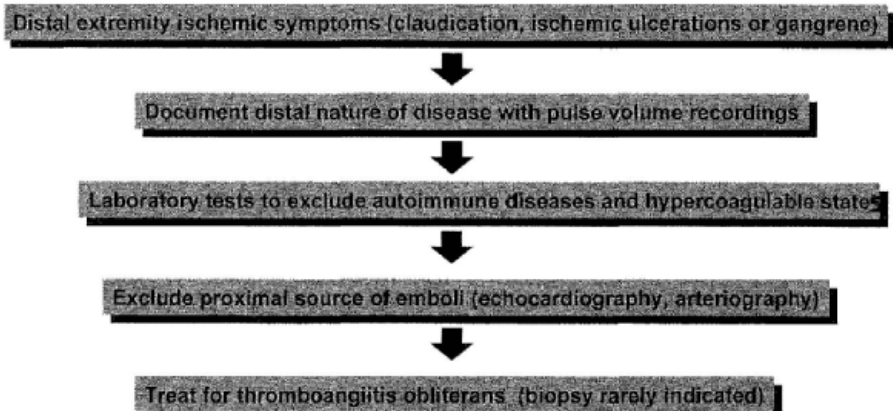 Distal extremity ischemic symptoms (claudication, ischemic ulcerations or gangrene)
Document distal nature of disease with pulse volume recordings
Laboratory tests to exclude autoimmune diseases and hypercoagulable states
Exclude proximal source of emboli (echocardiography, arteriography)
Treat for thromboangiitis obliterans (biopsy rarely indicated)